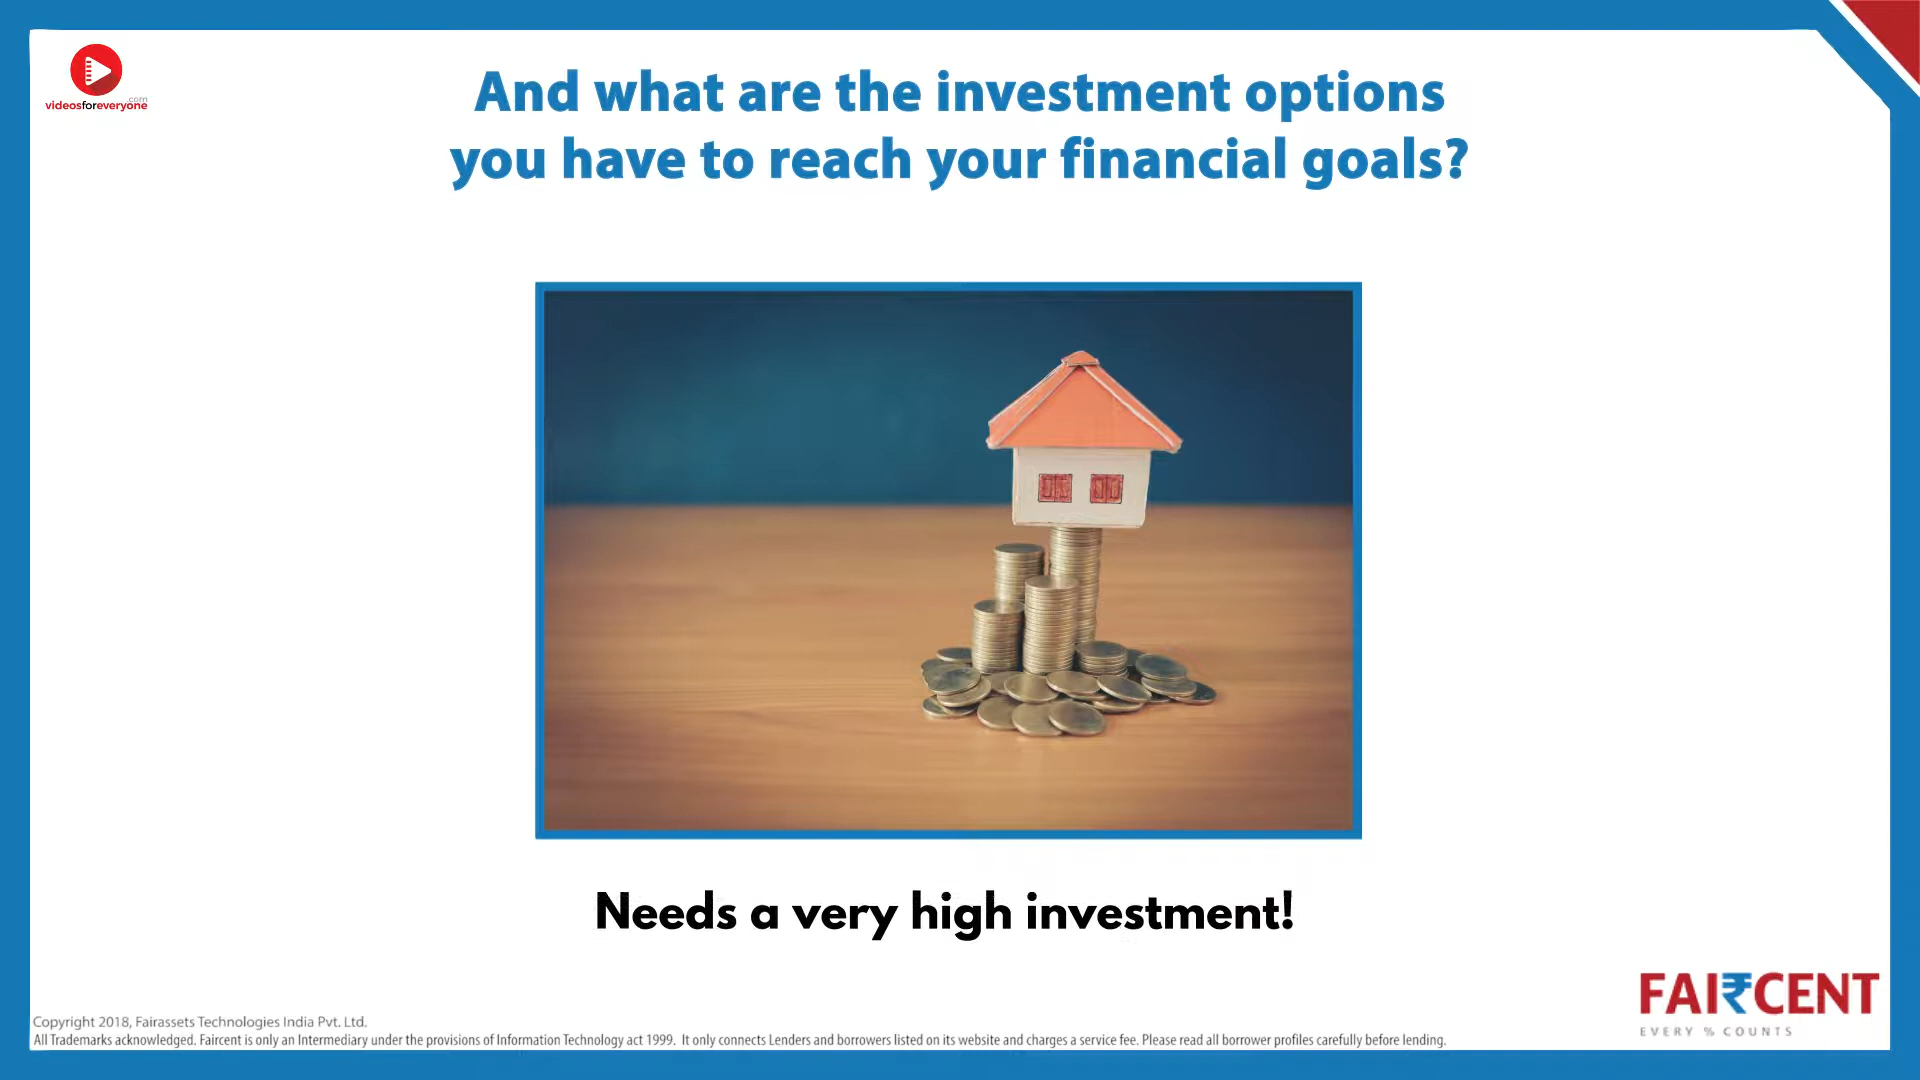 videosforeveryone
.com
And what are the investment options
you have to reach your financial goals?
Needs a very high investment!
FAI₹CENT
EVERY % COUNTS
Copyright 2018, Fairassets Technologies India Pvt. Ltd.
All Trademarks acknowledged. Faircent is only an Intermediary under the provisions of Information Technology act 1999. It only connects Lenders and borrowers listed on its website and charges a service fee. Please read all borrower profiles carefully before lending.